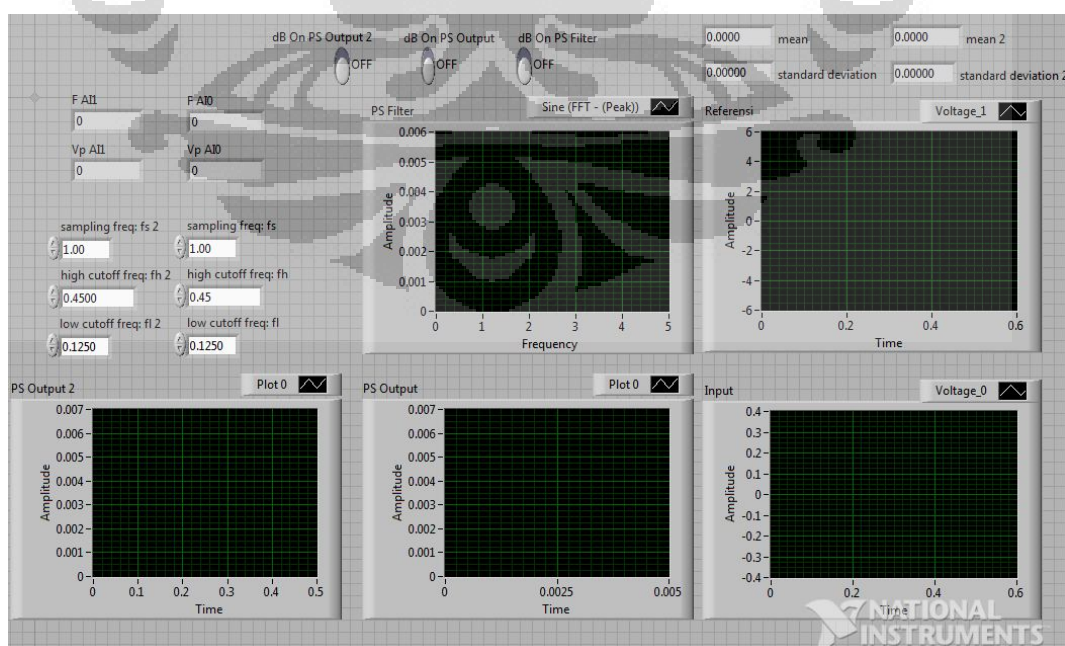 dB On PS Output 2
dB On PS Output
dB On PS Filter
OFF
OFF
OFF
0.0000
mean
0.0000
mean 2
0.00000
standard deviation
0.00000
standard deviation 2
F AI1
F AI0
0
0
Vp AI1
Vp AI0
0
0
sampling freq: fs 2
sampling freq: fs
1.00
1.00
high cutoff freq: fh 2
high cutoff freq: fh
0.4500
0.45
low cutoff freq: fl 2
low cutoff freq: fl
0.1250
0.1250
PS Filter
Sine (FFT - (Peak))
Amplitude
0.006
0.005
0.004
0.003
0.002
0.001
0
0 1 2 3 4 5
Frequency
Referensi
Voltage_1
Amplitude
6
4
2
0
-2
-4
-6
0 0.2 0.4 0.6
Time
PS Output 2
Plot 0
Amplitude
0.007
0.006
0.005
0.004
0.003
0.002
0.001
0
0 0.1 0.2 0.3 0.4 0.5
Time
PS Output
Plot 0
Amplitude
0.007
0.006
0.005
0.004
0.003
0.002
0.001
0
0 0.0025 0.005
Time
Input
Voltage_0
Amplitude
0.4
0.3
0.2
0.1
0
-0.1
-0.2
-0.3
-0.4
0 0.2 0.4 0.6
Time
NATIONAL
INSTRUMENTS